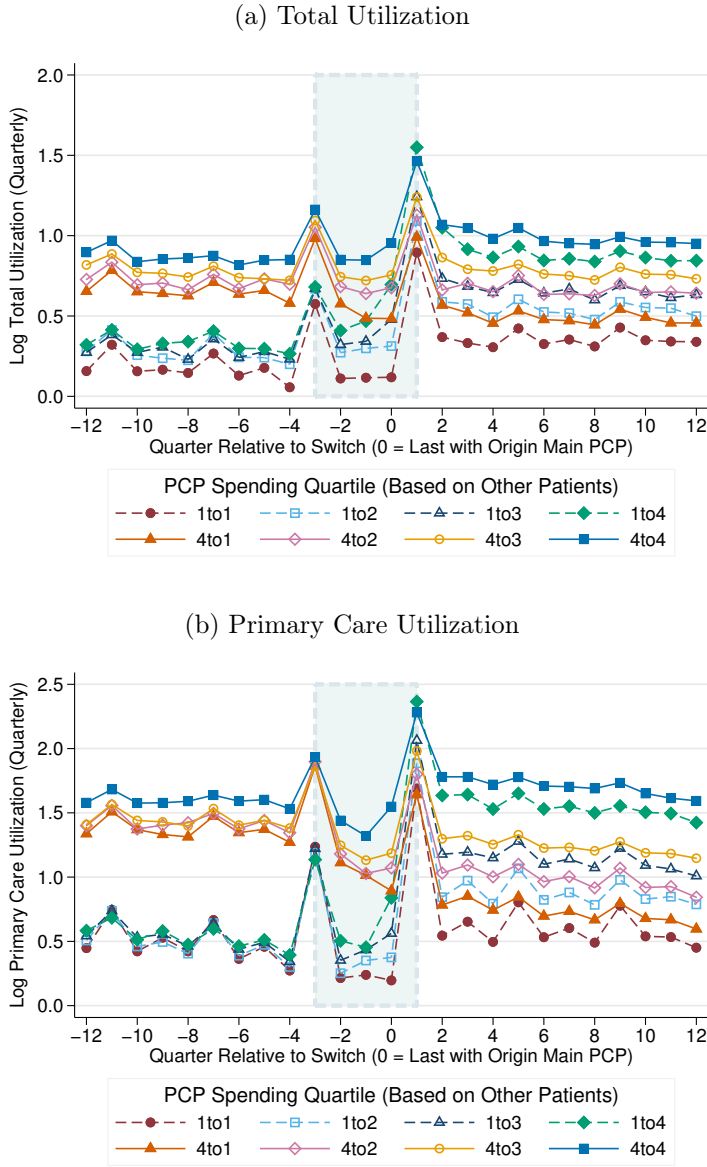 (a) Total Utilization
Log Total Utilization (Quarterly)
2.0
1.5
1.0
0.5
0.0
−12 −10 −8 −6 −4 −2 0 2 4 6 8 10 12
Quarter Relative to Switch (0 = Last with Origin Main PCP)
PCP Spending Quartile (Based on Other Patients)
1to1 1to2 1to3 1to4
4to1 4to2 4to3 4to4
(b) Primary Care Utilization
Log Primary Care Utilization (Quarterly)
2.5
2.0
1.5
1.0
0.5
0.0
−12 −10 −8 −6 −4 −2 0 2 4 6 8 10 12
Quarter Relative to Switch (0 = Last with Origin Main PCP)
PCP Spending Quartile (Based on Other Patients)
1to1 1to2 1to3 1to4
4to1 4to2 4to3 4to4